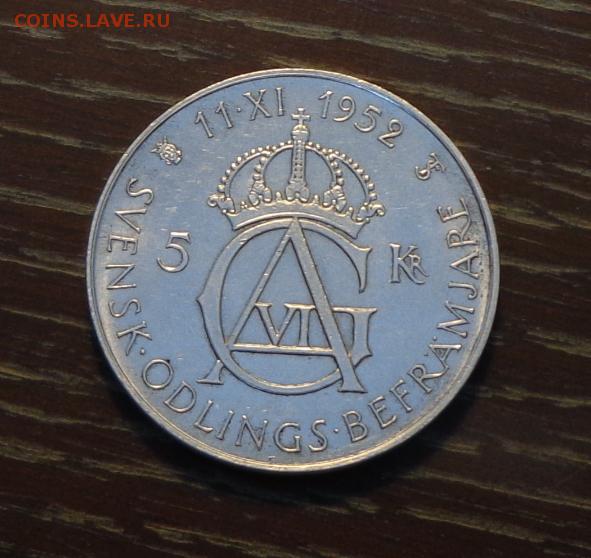 COINS.LAVE.RU
11·XI 1952
5 KR
VI
SVENSK·ODLINGS·BEFRÄMJARE